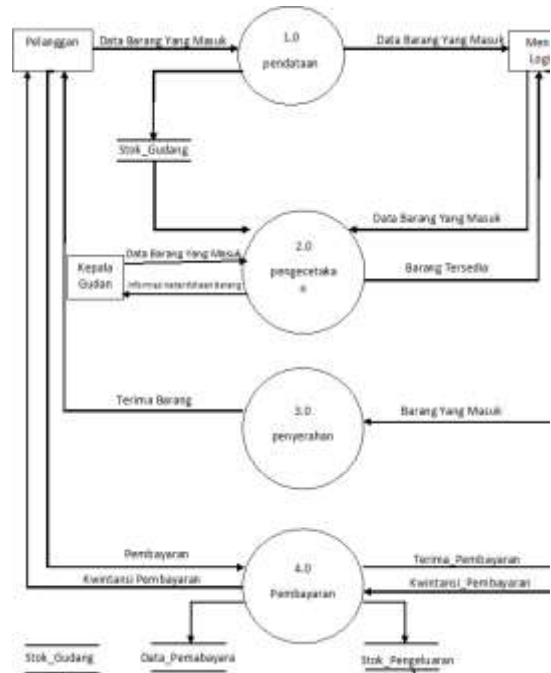 Pelanggan
Data Barang Yang Masuk
1.0
pendataan
Data Barang Yang Masuk
Stok_Gudang
Data Barang Yang Masuk
2.0
pengecetaka
Data Barang Yang Masuk
Kepala
Gudan
Barang Tersedia
Terima Barang
3.0
penyerahan
Barang Yang Masuk
Pembayaran
Kwintansi Pembayaran
4.0
Pembayaran
Terima_Pembayaran
Kwintansi_Pembayaran
Stok_Gudang
Data_Pemabayara
Stok_Pengeluaran